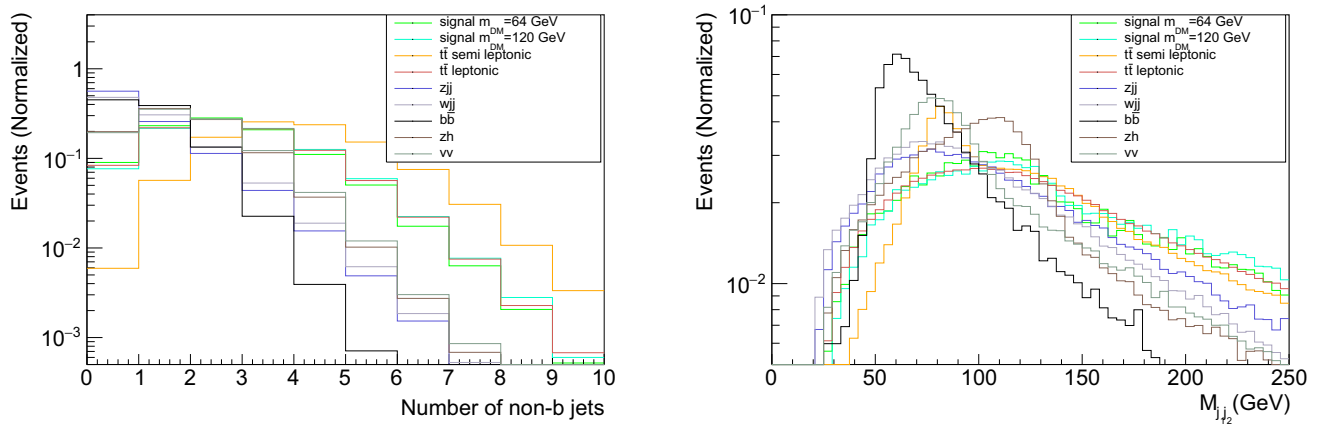 Events (Normalized)
1
10⁻¹
10⁻²
10⁻³
signal m_DM=64 GeV
signal m_DM=120 GeV
tt̄ semi leptonic
tt̄ leptonic
zjj
wjj
bb̄
zh
vv
0 1 2 3 4 5 6 7 8 9 10
Number of non-b jets
Events (Normalized)
10⁻¹
10⁻²
signal m_DM=64 GeV
signal m_DM=120 GeV
tt̄ semi leptonic
tt̄ leptonic
zjj
wjj
bb̄
zh
vv
0 50 100 150 200 250
M_j₁j₂(GeV)